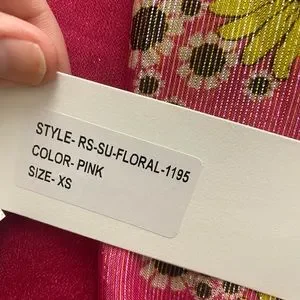 STYLE- RS-SU-FLORAL-1195
COLOR- PINK
SIZE- XS